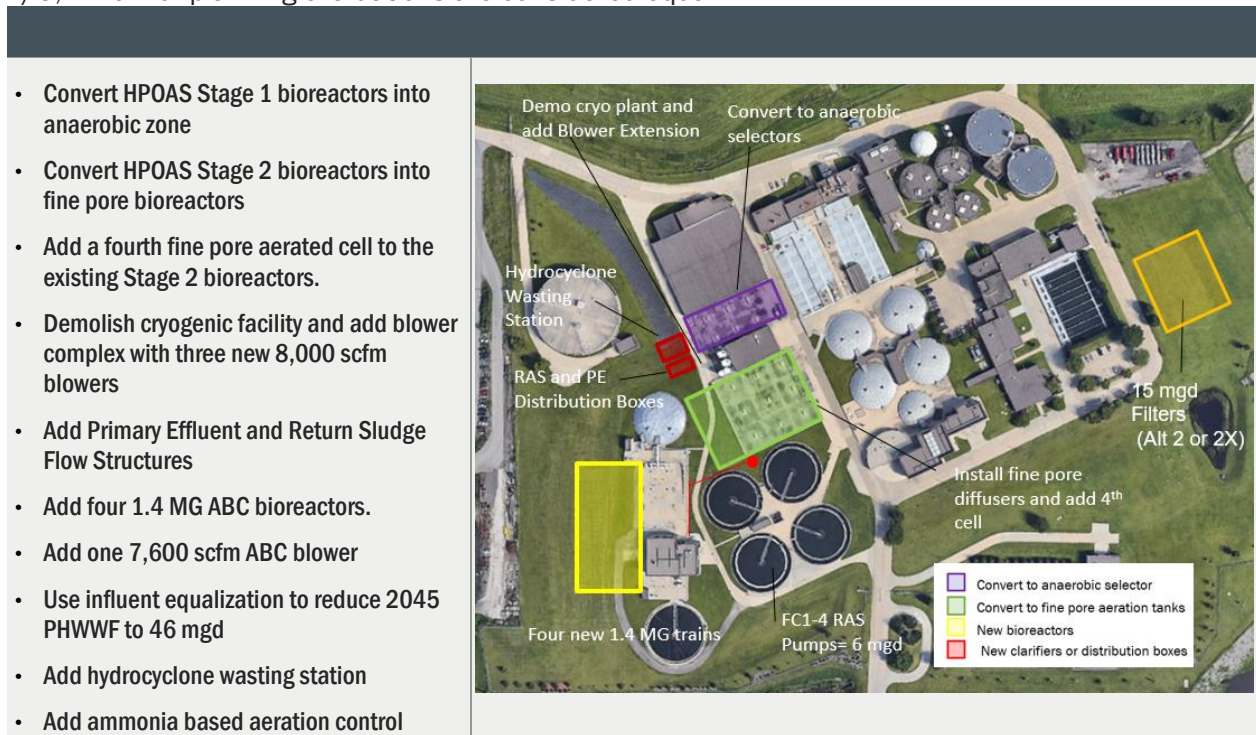 • Convert HPOAS Stage 1 bioreactors into
anaerobic zone
• Convert HPOAS Stage 2 bioreactors into
fine pore bioreactors
• Add a fourth fine pore aerated cell to the
existing Stage 2 bioreactors.
• Demolish cryogenic facility and add blower
complex with three new 8,000 scfm
blowers
• Add Primary Effluent and Return Sludge
Flow Structures
• Add four 1.4 MG ABC bioreactors.
• Add one 7,600 scfm ABC blower
• Use influent equalization to reduce 2045
PHWWF to 46 mgd
• Add hydrocyclone wasting station
• Add ammonia based aeration control
Demo cryo plant and
add Blower Extension
Convert to anaerobic
selectors
Hydrocyclone
Wasting
Station
RAS and PE
Distribution Boxes
15 mgd
Filters
(Alt 2 or 2X)
Install fine pore
diffusers and add 4th
cell
Four new 1.4 MG trains
FC1-4 RAS
Pumps= 6 mgd
Convert to anaerobic selector
Convert to fine pore aeration tanks
New bioreactors
New clarifiers or distribution boxes